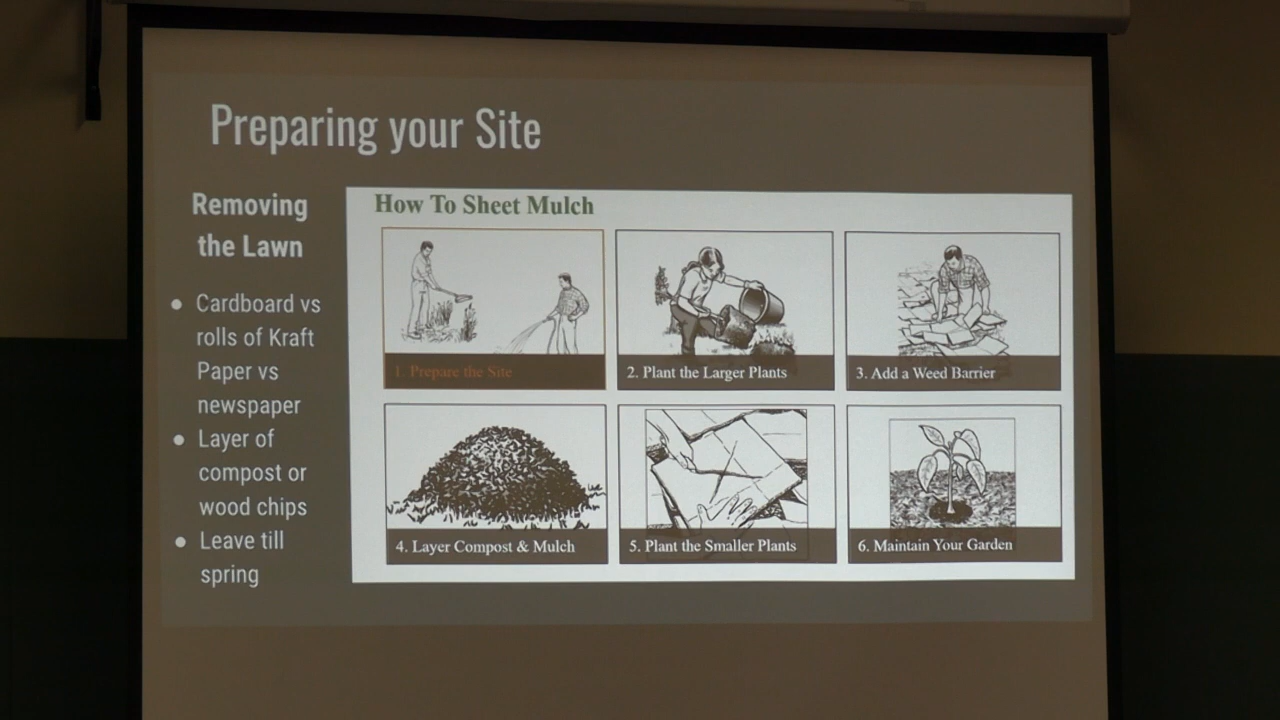 Preparing your Site
Removing
the Lawn
● Cardboard vs
rolls of Kraft
Paper vs
newspaper
● Layer of
compost or
wood chips
● Leave till
spring
How To Sheet Mulch
1. Prepare the Site
2. Plant the Larger Plants
3. Add a Weed Barrier
4. Layer Compost & Mulch
5. Plant the Smaller Plants
6. Maintain Your Garden